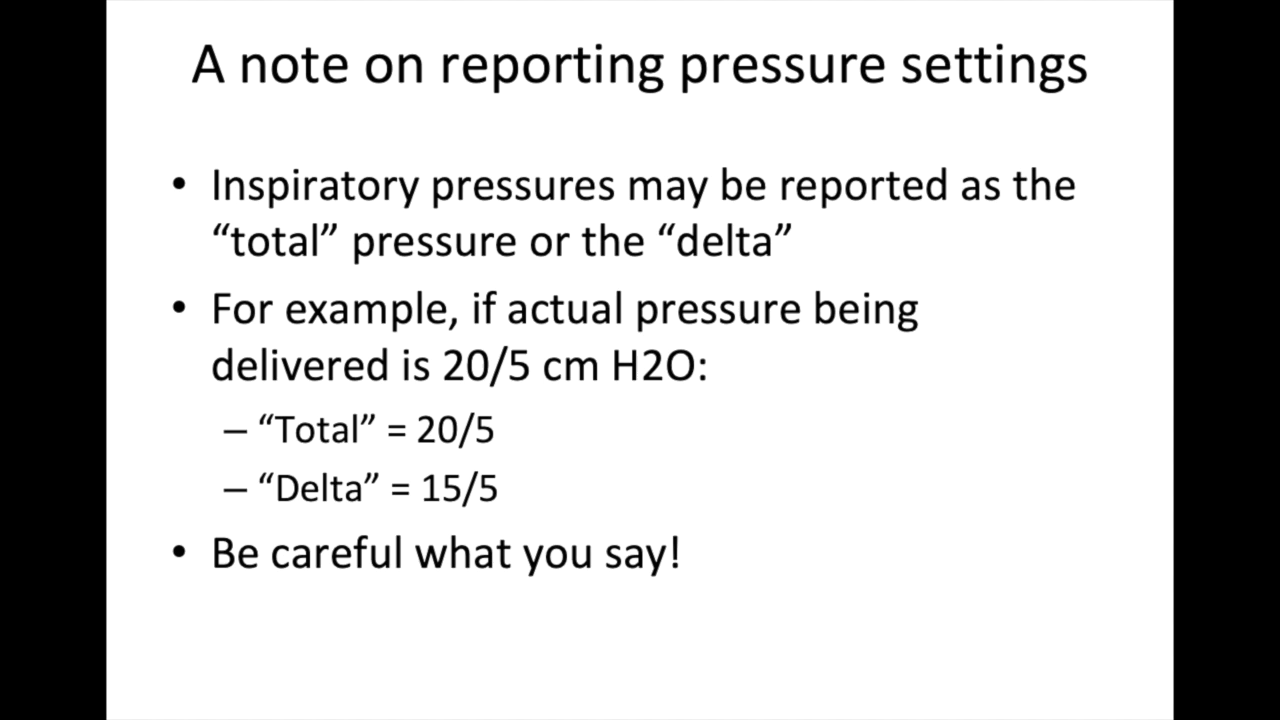 A note on reporting pressure settings
• Inspiratory pressures may be reported as the
“total” pressure or the “delta”
• For example, if actual pressure being
delivered is 20/5 cm H2O:
– “Total” = 20/5
– “Delta” = 15/5
• Be careful what you say!